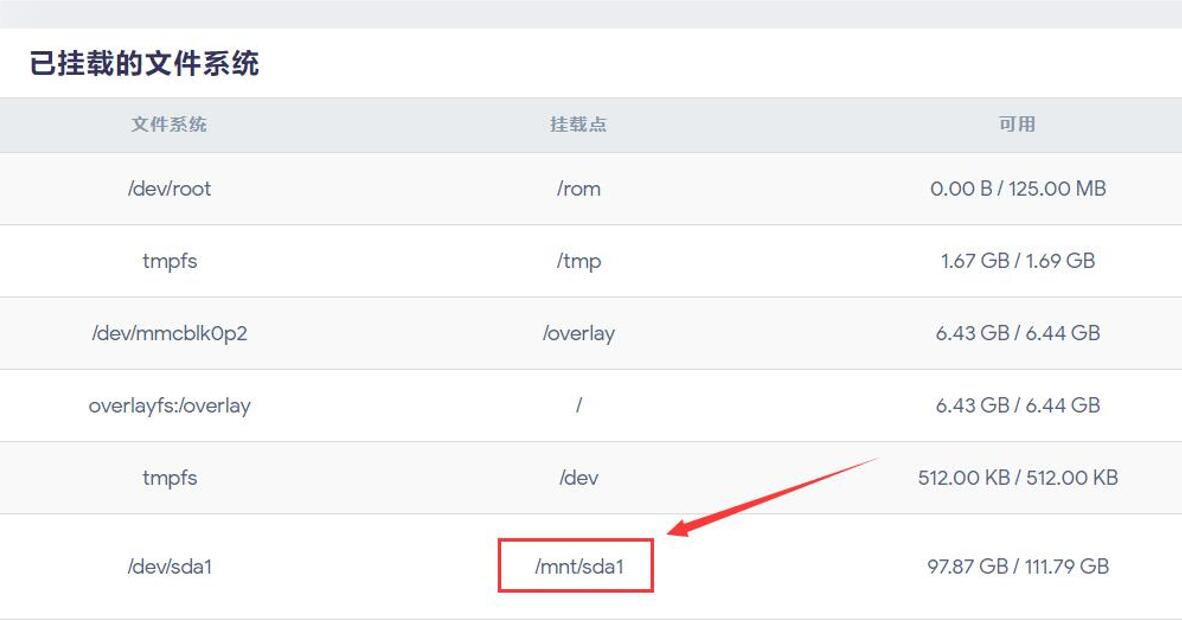 已挂载的文件系统
文件系统 挂载点 可用
/dev/root /rom 0.00 B / 125.00 MB
tmpfs /tmp 1.67 GB / 1.69 GB
/dev/mmcblk0p2 /overlay 6.43 GB / 6.44 GB
overlayfs:/overlay / 6.43 GB / 6.44 GB
tmpfs /dev 512.00 KB / 512.00 KB
/dev/sda1 /mnt/sda1 97.87 GB / 111.79 GB